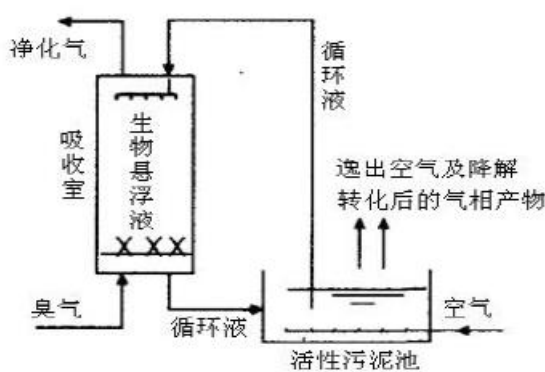 净化气
循环液
吸收室
生物悬浮液
逸出空气及降解
转化后的气相产物
臭气
循环液
空气
活性污泥池